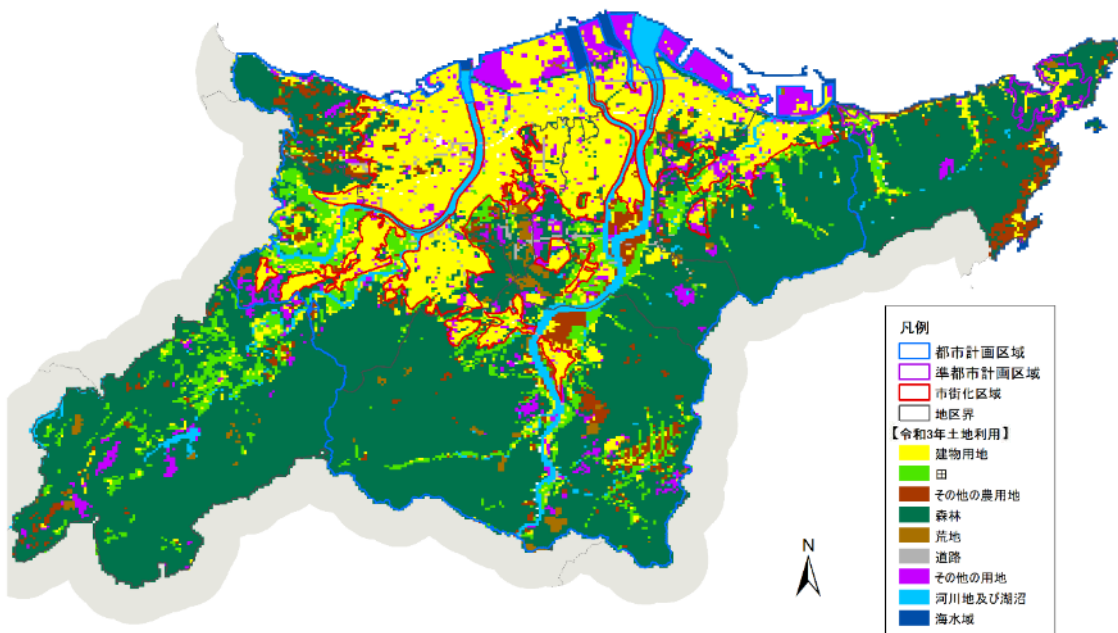 凡例
都市計画区域
準都市計画区域
市街化区域
地区界
【令和3年土地利用】
建物用地
田
その他の農用地
森林
荒地
道路
その他の用地
河川地及び湖沼
海水域
N